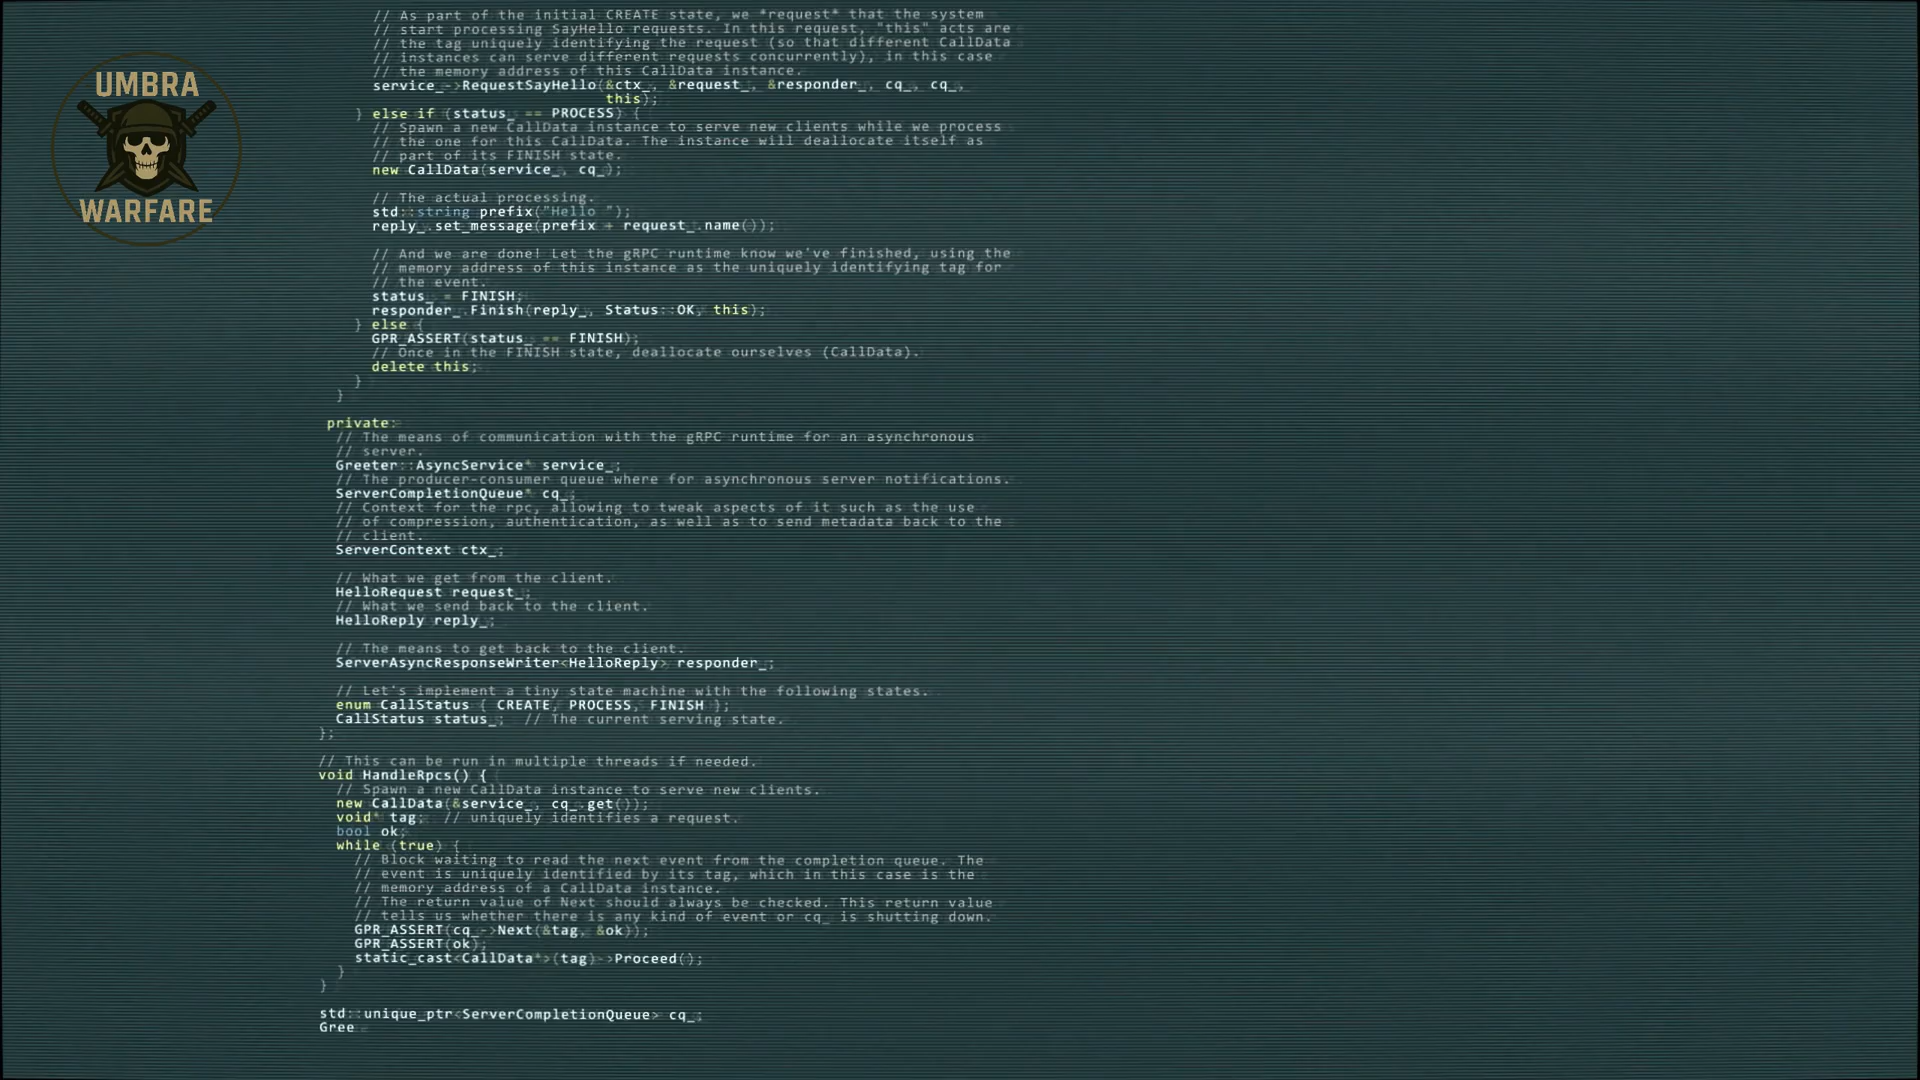 UMBRA
WARFARE
// As part of the initial CREATE state, we *request* that the system
// start processing SayHello requests. In this request, "this" acts are
// the tag uniquely identifying the request (so that different CallData
// instances can serve different requests concurrently), in this case
// the memory address of this CallData instance.
service_->RequestSayHello(&ctx_, &request_, &responder_, cq_, cq_,
this);
} else if (status_ == PROCESS) {
// Spawn a new CallData instance to serve new clients while we process
// the one for this CallData. The instance will deallocate itself as
// part of its FINISH state.
new CallData(service_, cq_);
// The actual processing.
std::string prefix("Hello ");
reply_.set_message(prefix + request_.name());
// And we are done! Let the gRPC runtime know we've finished, using the
// memory address of this instance as the uniquely identifying tag for
// the event.
status_ = FINISH;
responder_.Finish(reply_, Status::OK, this);
} else {
GPR_ASSERT(status_ == FINISH);
// Once in the FINISH state, deallocate ourselves (CallData).
delete this;
}
}
private:
// The means of communication with the gRPC runtime for an asynchronous
// server.
Greeter::AsyncService* service_;
// The producer-consumer queue where for asynchronous server notifications.
ServerCompletionQueue* cq_;
// Context for the rpc, allowing to tweak aspects of it such as the use
// of compression, authentication, as well as to send metadata back to the
// client.
ServerContext ctx_;
// What we get from the client.
HelloRequest request_;
// What we send back to the client.
HelloReply reply_;
// The means to get back to the client.
ServerAsyncResponseWriter<HelloReply> responder_;
// Let's implement a tiny state machine with the following states.
enum CallStatus { CREATE, PROCESS, FINISH };
CallStatus status_; // The current serving state.
};
// This can be run in multiple threads if needed.
void HandleRpcs() {
// Spawn a new CallData instance to serve new clients.
new CallData(&service_, cq_.get());
void* tag; // uniquely identifies a request.
bool ok;
while (true) {
// Block waiting to read the next event from the completion queue. The
// event is uniquely identified by its tag, which in this case is the
// memory address of a CallData instance.
// The return value of Next should always be checked. This return value
// tells us whether there is any kind of event or cq_ is shutting down.
GPR_ASSERT(cq_->Next(&tag, &ok));
GPR_ASSERT(ok);
static_cast<CallData*>(tag)->Proceed();
}
}
std::unique_ptr<ServerCompletionQueue> cq_;
Gree